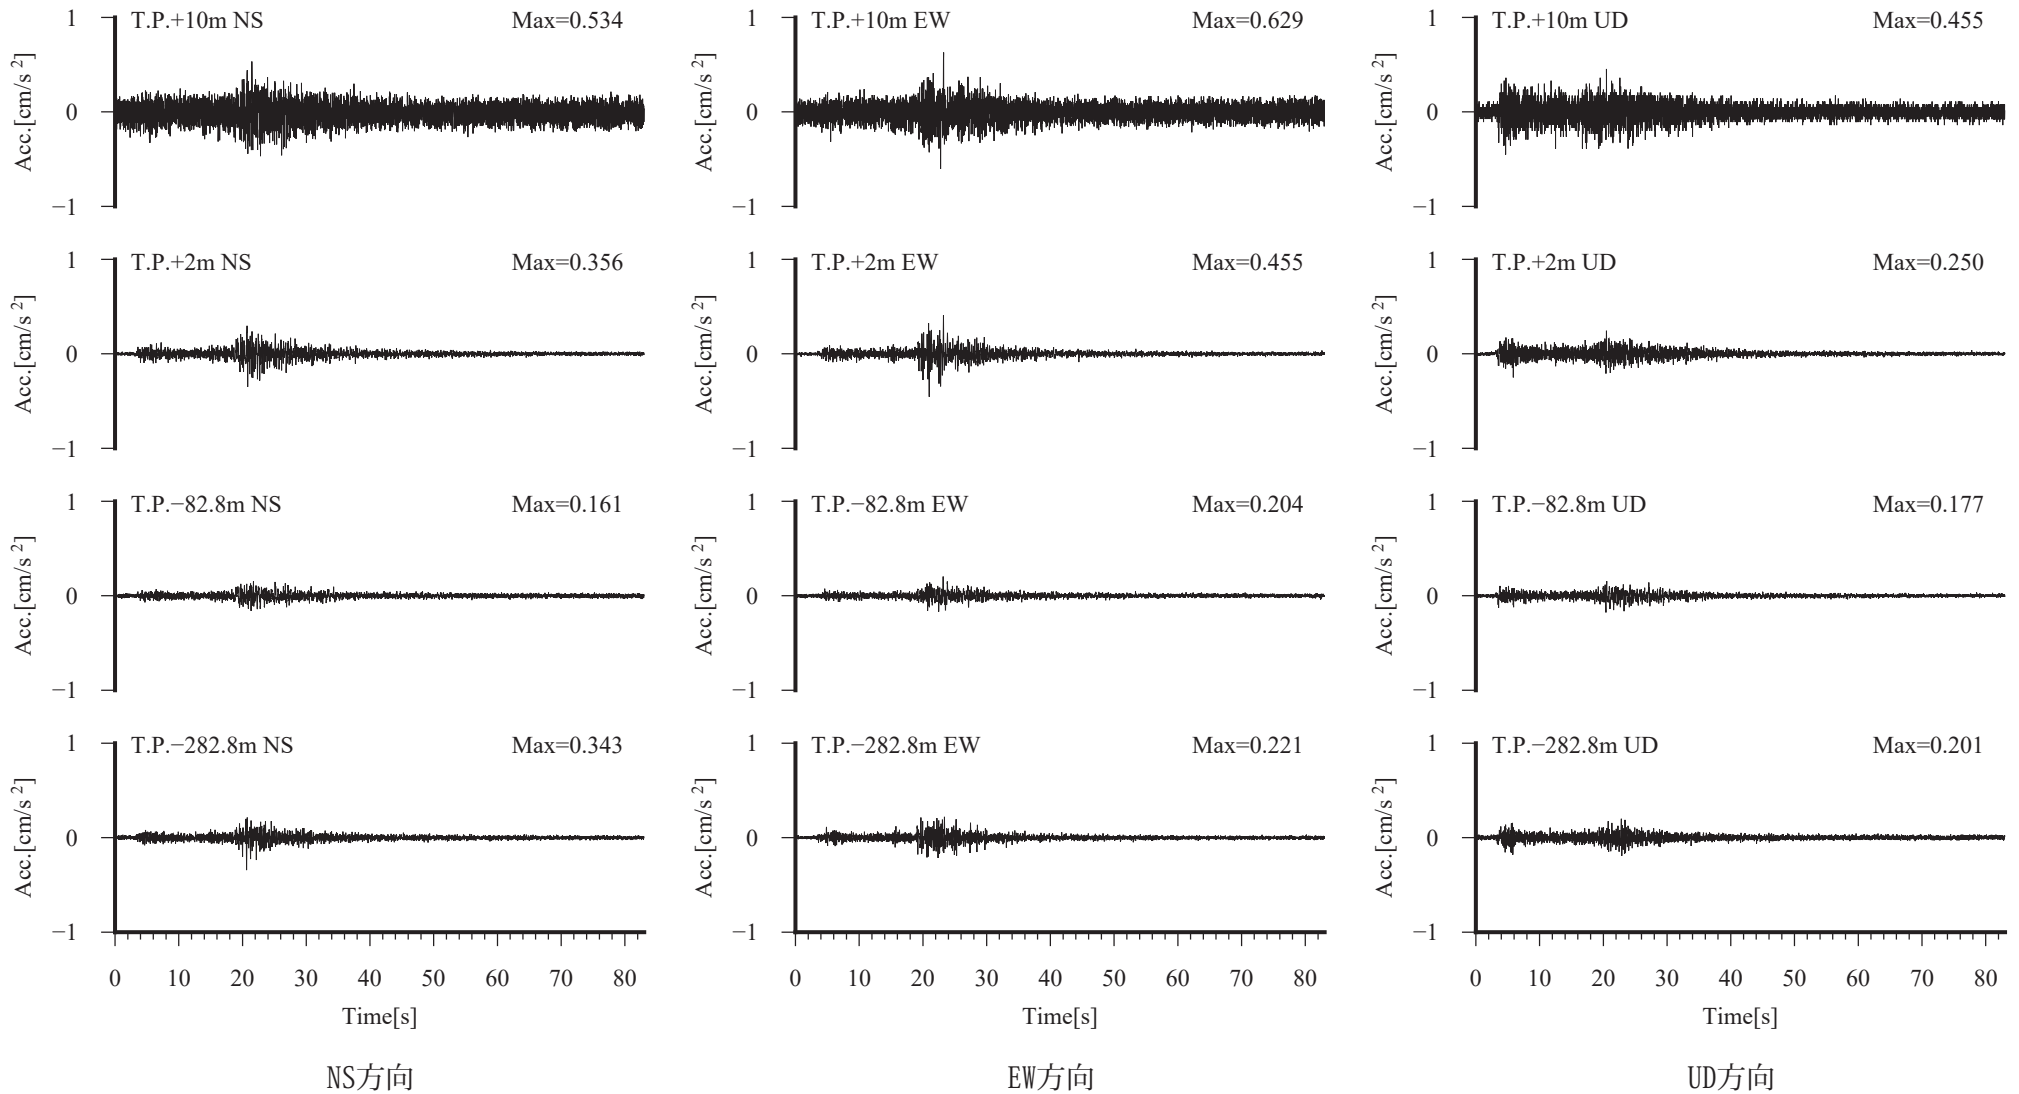 T.P.+10m NS Max=0.534
1
0
−1
Acc.[cm/s²]
T.P.+2m NS Max=0.356
1
0
−1
Acc.[cm/s²]
T.P.−82.8m NS Max=0.161
1
0
−1
Acc.[cm/s²]
T.P.−282.8m NS Max=0.343
1
0
−1
Acc.[cm/s²]
0 10 20 30 40 50 60 70 80
Time[s]
NS方向
T.P.+10m EW Max=0.629
1
0
−1
Acc.[cm/s²]
T.P.+2m EW Max=0.455
1
0
−1
Acc.[cm/s²]
T.P.−82.8m EW Max=0.204
1
0
−1
Acc.[cm/s²]
T.P.−282.8m EW Max=0.221
1
0
−1
Acc.[cm/s²]
0 10 20 30 40 50 60 70 80
Time[s]
EW方向
T.P.+10m UD Max=0.455
1
0
−1
Acc.[cm/s²]
T.P.+2m UD Max=0.250
1
0
−1
Acc.[cm/s²]
T.P.−82.8m UD Max=0.177
1
0
−1
Acc.[cm/s²]
T.P.−282.8m UD Max=0.201
1
0
−1
Acc.[cm/s²]
0 10 20 30 40 50 60 70 80
Time[s]
UD方向